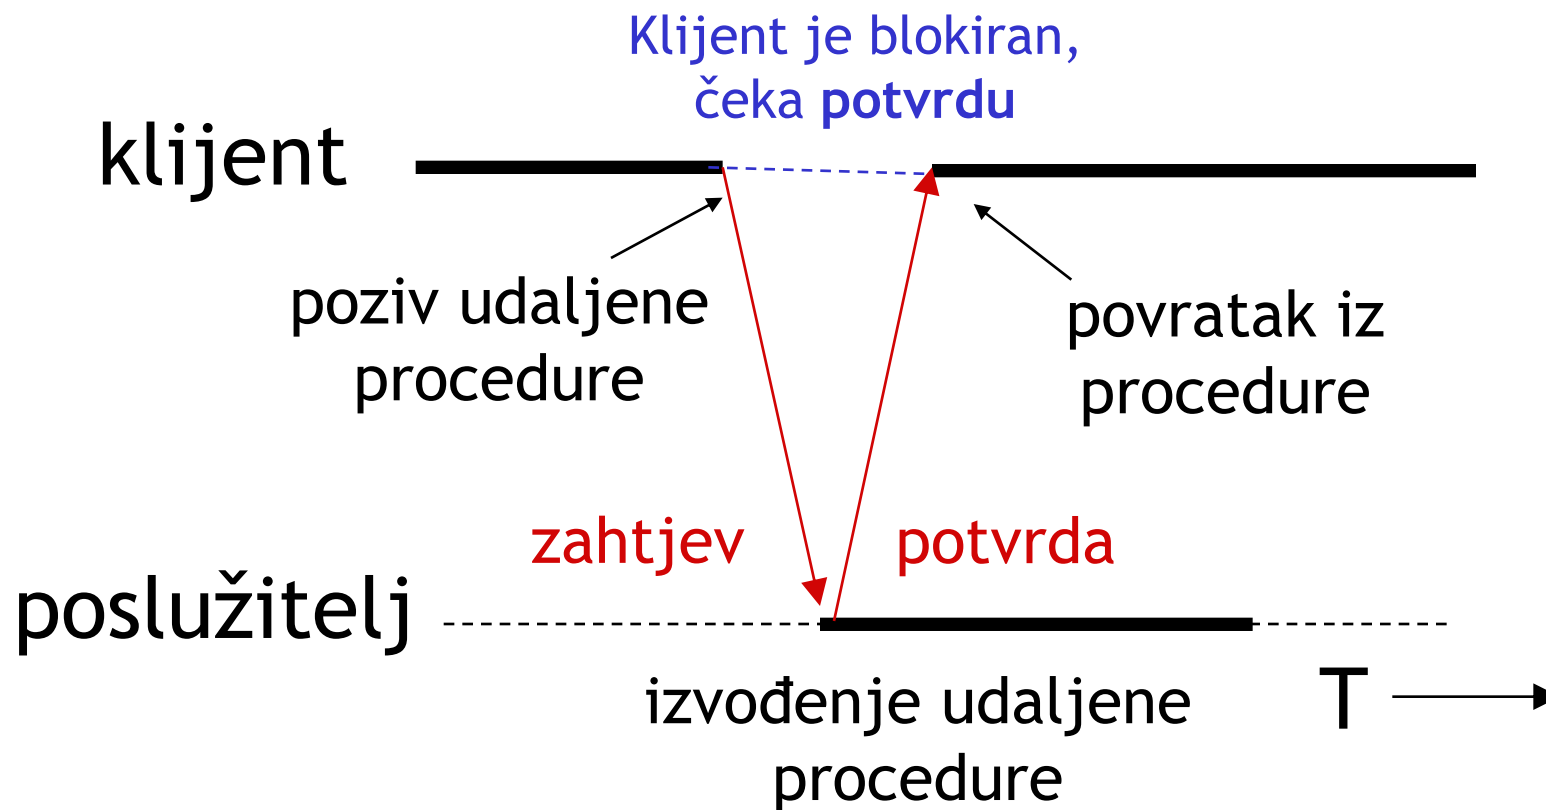 Klijent je blokiran,
čeka potvrdu
klijent
poziv udaljene
procedure
povratak iz
procedure
zahtjev
potvrda
poslužitelj
izvođenje udaljene
procedure
T